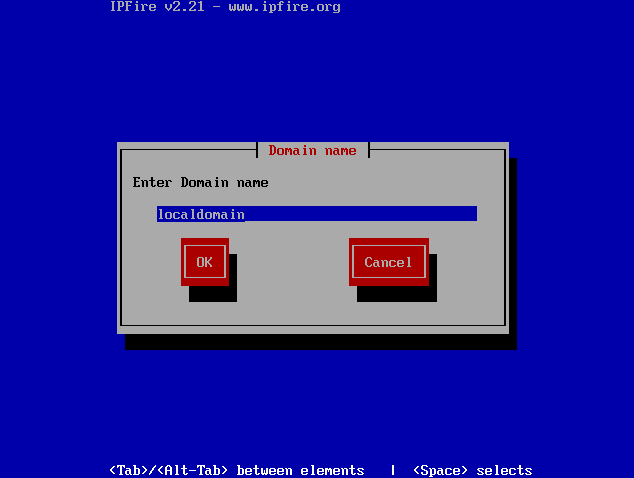 IPFire v2.21 - www.ipfire.org
Domain name
Enter Domain name
localdomain
OK Cancel
<Tab>/<Alt-Tab> between elements | <Space> selects